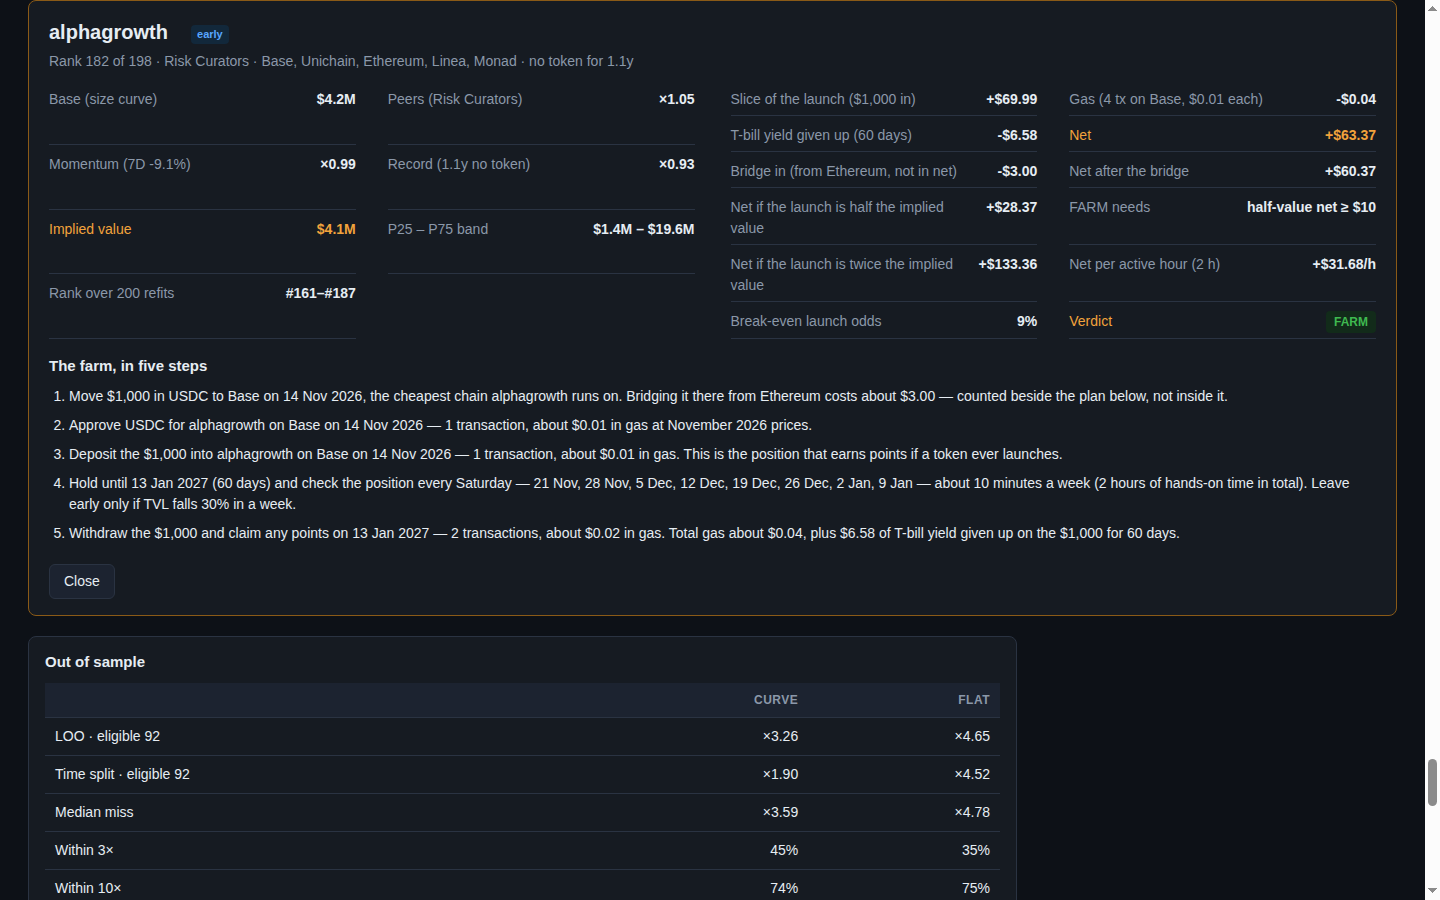 alphagrowth early
Rank 182 of 198 · Risk Curators · Base, Unichain, Ethereum, Linea, Monad · no token for 1.1y
Base (size curve) $4.2M
Peers (Risk Curators) ×1.05
Momentum (7D -9.1%) ×0.99
Record (1.1y no token) ×0.93
Implied value $4.1M
P25 – P75 band $1.4M – $19.6M
Rank over 200 refits #161–#187
Slice of the launch ($1,000 in) +$69.99
Gas (4 tx on Base, $0.01 each) -$0.04
T-bill yield given up (60 days) -$6.58
Net +$63.37
Bridge in (from Ethereum, not in net) -$3.00
Net after the bridge +$60.37
Net if the launch is half the implied value +$28.37
FARM needs half-value net ≥ $10
Net if the launch is twice the implied value +$133.36
Net per active hour (2 h) +$31.68/h
Break-even launch odds 9%
Verdict FARM
The farm, in five steps
1. Move $1,000 in USDC to Base on 14 Nov 2026, the cheapest chain alphagrowth runs on. Bridging it there from Ethereum costs about $3.00 — counted beside the plan below, not inside it.
2. Approve USDC for alphagrowth on Base on 14 Nov 2026 — 1 transaction, about $0.01 in gas at November 2026 prices.
3. Deposit the $1,000 into alphagrowth on Base on 14 Nov 2026 — 1 transaction, about $0.01 in gas. This is the position that earns points if a token ever launches.
4. Hold until 13 Jan 2027 (60 days) and check the position every Saturday — 21 Nov, 28 Nov, 5 Dec, 12 Dec, 19 Dec, 26 Dec, 2 Jan, 9 Jan — about 10 minutes a week (2 hours of hands-on time in total). Leave
early only if TVL falls 30% in a week.
5. Withdraw the $1,000 and claim any points on 13 Jan 2027 — 2 transactions, about $0.02 in gas. Total gas about $0.04, plus $6.58 of T-bill yield given up on the $1,000 for 60 days.
Close
Out of sample
CURVE FLAT
LOO · eligible 92 ×3.26 ×4.65
Time split · eligible 92 ×1.90 ×4.52
Median miss ×3.59 ×4.78
Within 3× 45% 35%
Within 10× 74% 75%